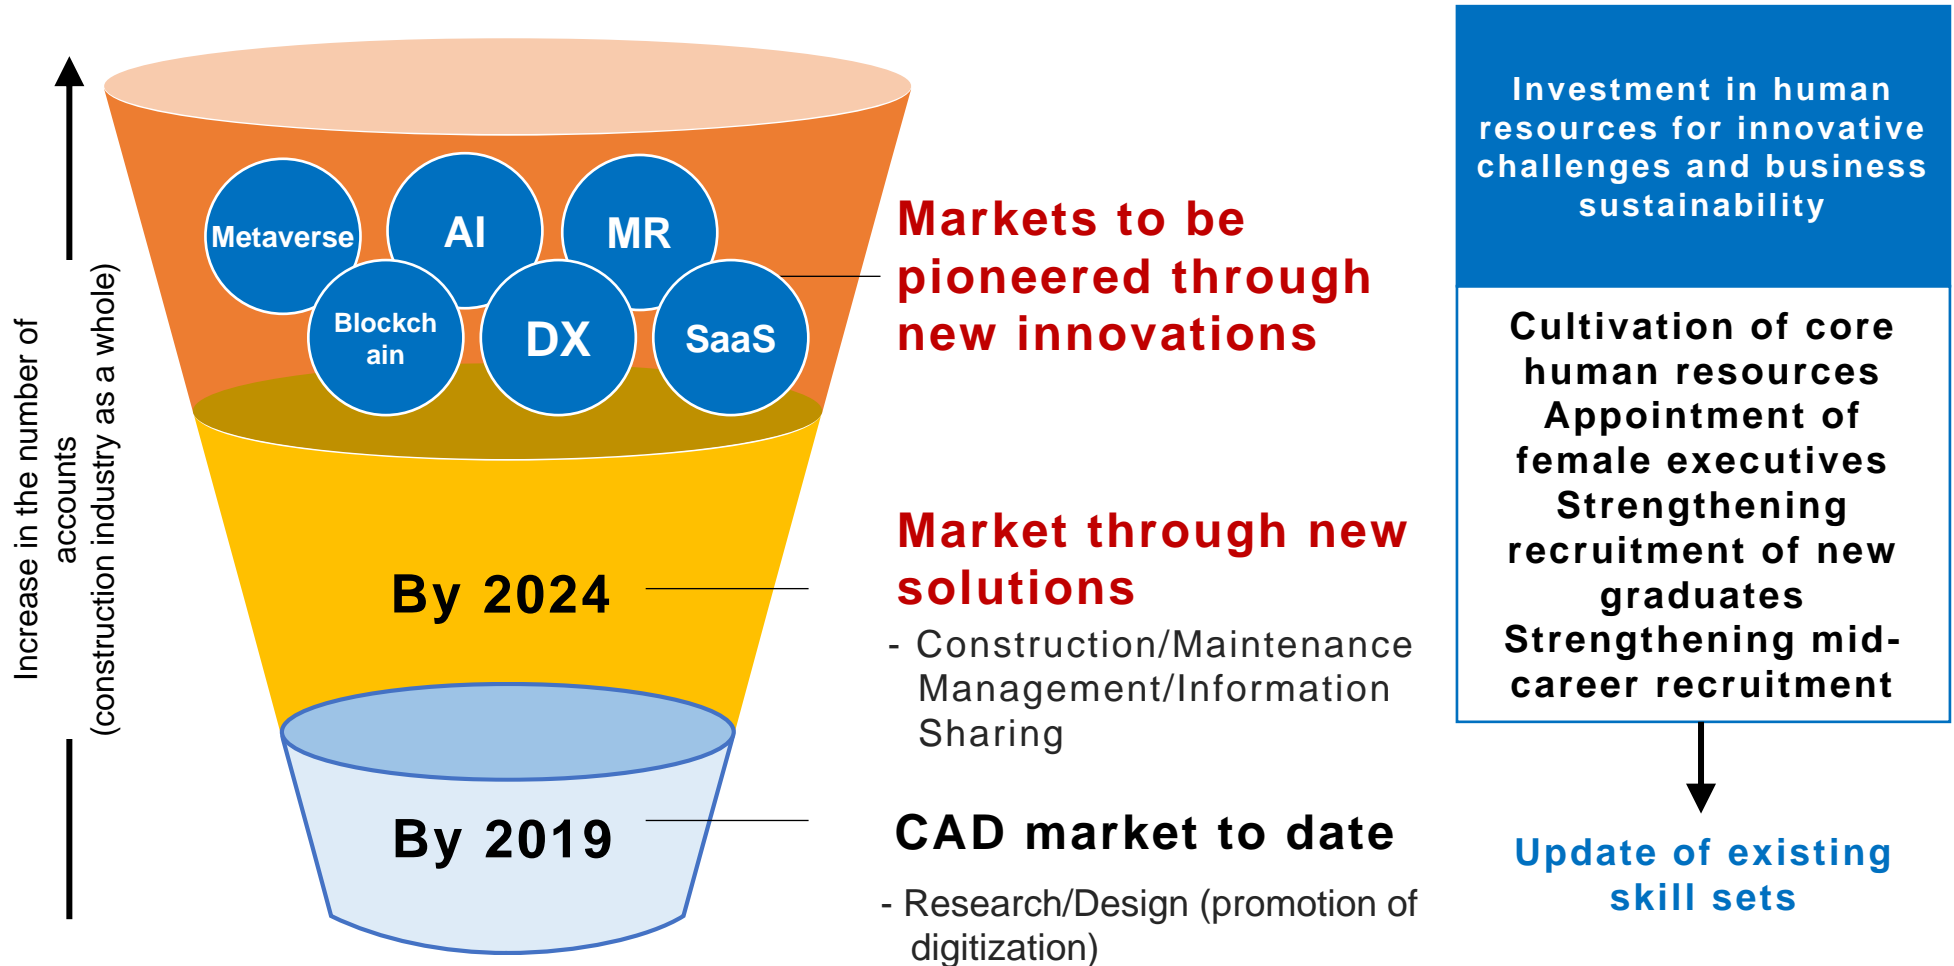 Increase in the number of
accounts
(construction industry as a whole)
Metaverse
AI
MR
Blockch
ain
DX
SaaS
By 2024
By 2019
Markets to be
pioneered through
new innovations
Market through new
solutions
- Construction/Maintenance
Management/Information
Sharing
CAD market to date
- Research/Design (promotion of
digitization)
Investment in human
resources for innovative
challenges and business
sustainability
Cultivation of core
human resources
Appointment of
female executives
Strengthening
recruitment of new
graduates
Strengthening mid-
career recruitment
Update of existing
skill sets